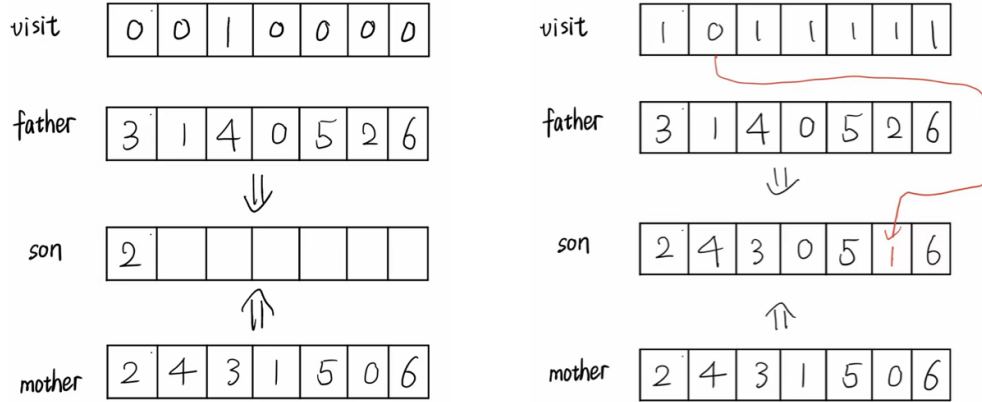 visit 0 0 1 0 0 0 0
father 3 1 4 0 5 2 6
son 2
mother 2 4 3 1 5 0 6
visit 1 0 1 1 1 1 1
father 3 1 4 0 5 2 6
son 2 4 3 0 5 1 6
mother 2 4 3 1 5 0 6